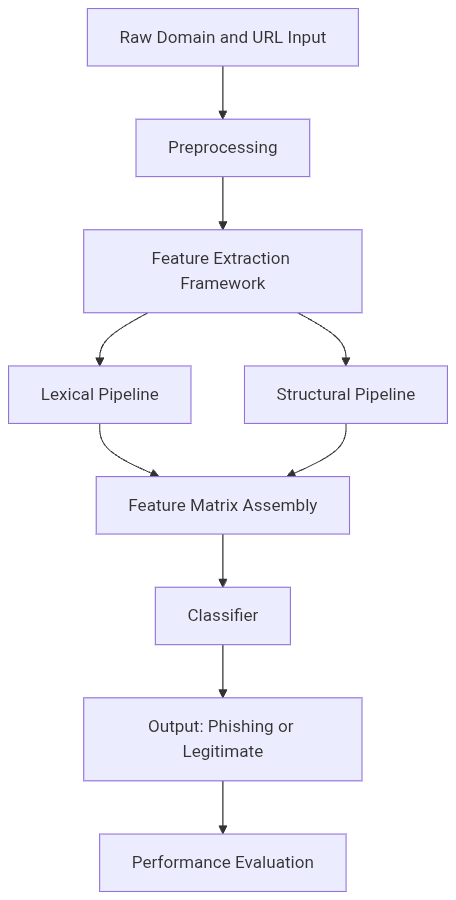 Raw Domain and URL Input
Preprocessing
Feature Extraction
Framework
Lexical Pipeline
Structural Pipeline
Feature Matrix Assembly
Classifier
Output: Phishing or
Legitimate
Performance Evaluation